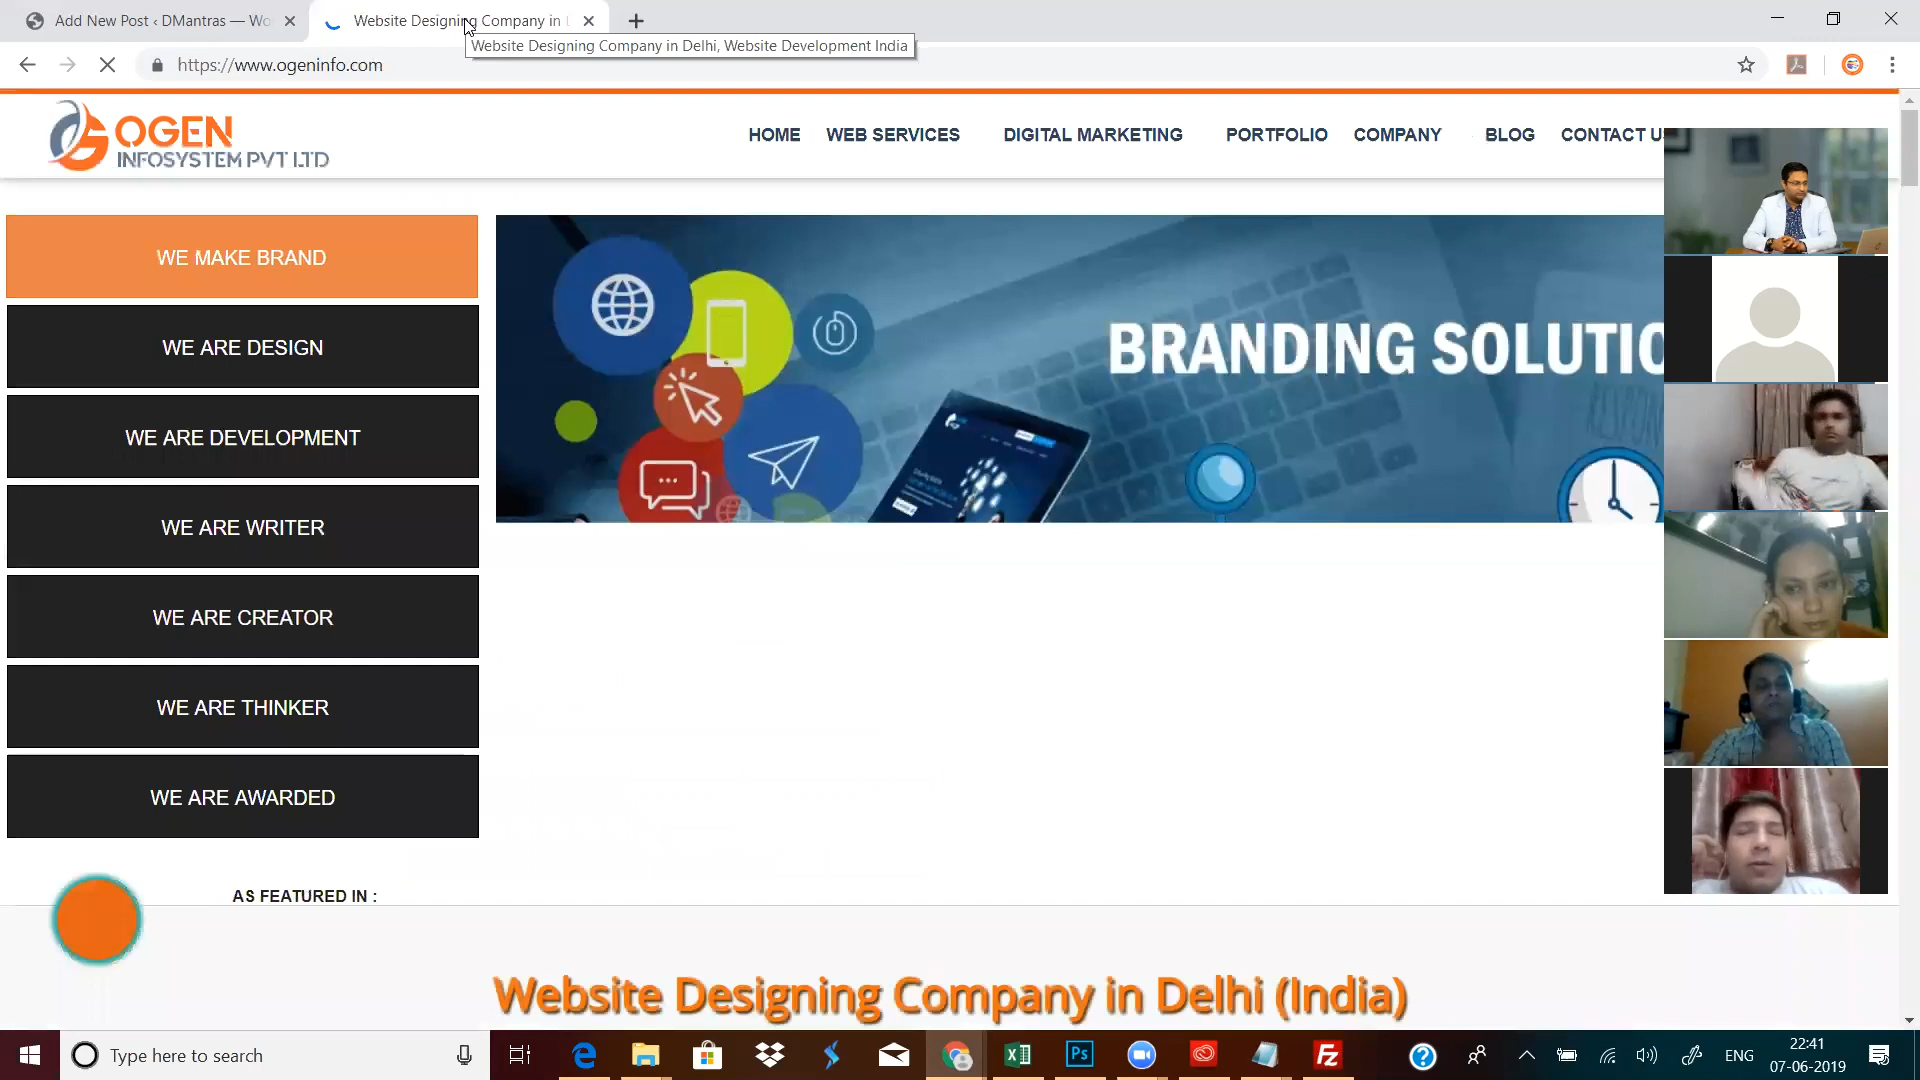 Add New Post ‹ DMantras — Wo
Website Designing Company in
Website Designing Company in Delhi, Website Development India
https://www.ogeninfo.com
OGEN
INFOSYSTEM PVT LTD
HOME
WEB SERVICES
DIGITAL MARKETING
PORTFOLIO
COMPANY
BLOG
CONTACT U
WE MAKE BRAND
WE ARE DESIGN
WE ARE DEVELOPMENT
WE ARE WRITER
WE ARE CREATOR
WE ARE THINKER
WE ARE AWARDED
BRANDING SOLUTIO
AS FEATURED IN :
Website Designing Company in Delhi (India)
Type here to search
Ps
Fz
ENG
22:41
07-06-2019